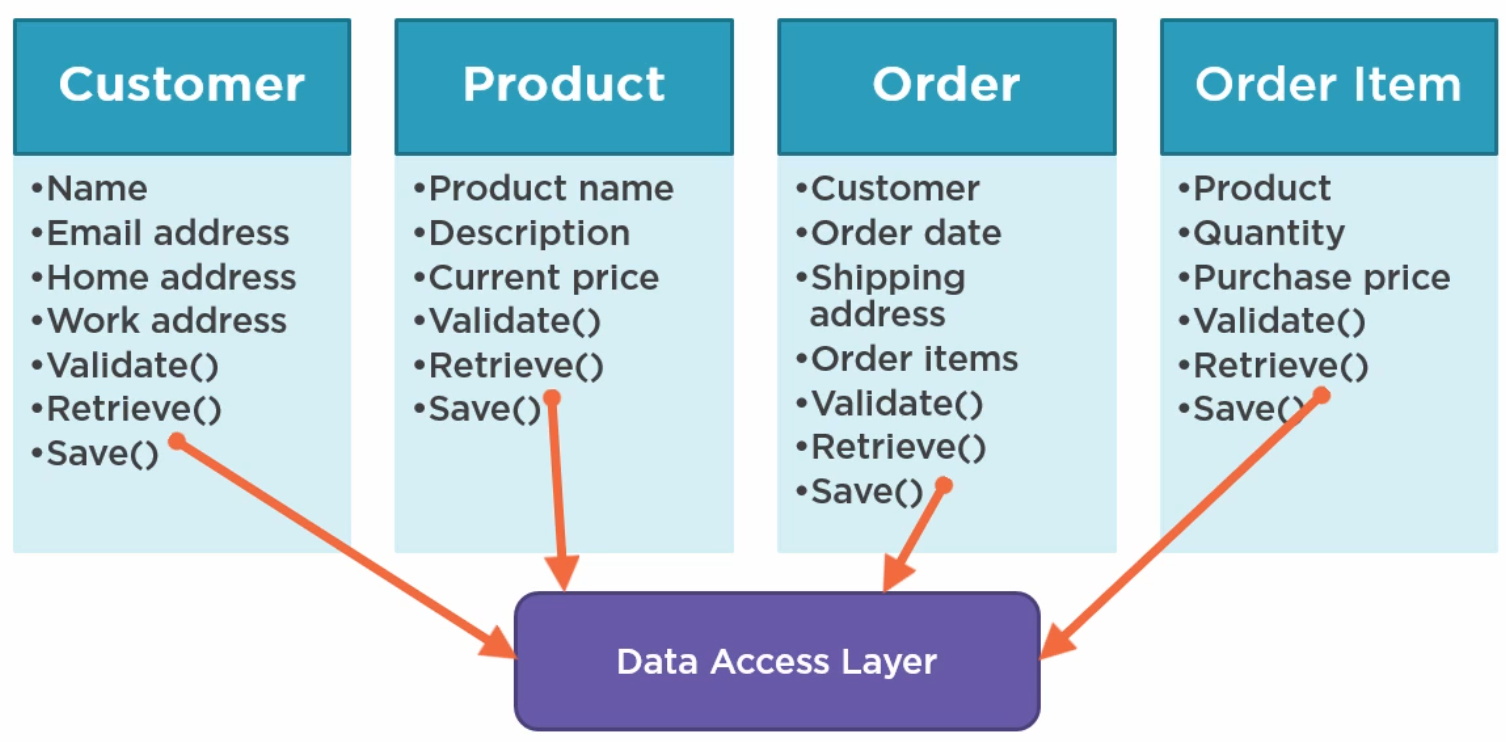 Customer
•Name
•Email address
•Home address
•Work address
•Validate()
•Retrieve()
•Save()
Product
•Product name
•Description
•Current price
•Validate()
•Retrieve()
•Save()
Order
•Customer
•Order date
•Shipping
address
•Order items
•Validate()
•Retrieve()
•Save()
Order Item
•Product
•Quantity
•Purchase price
•Validate()
•Retrieve()
•Save()
Data Access Layer